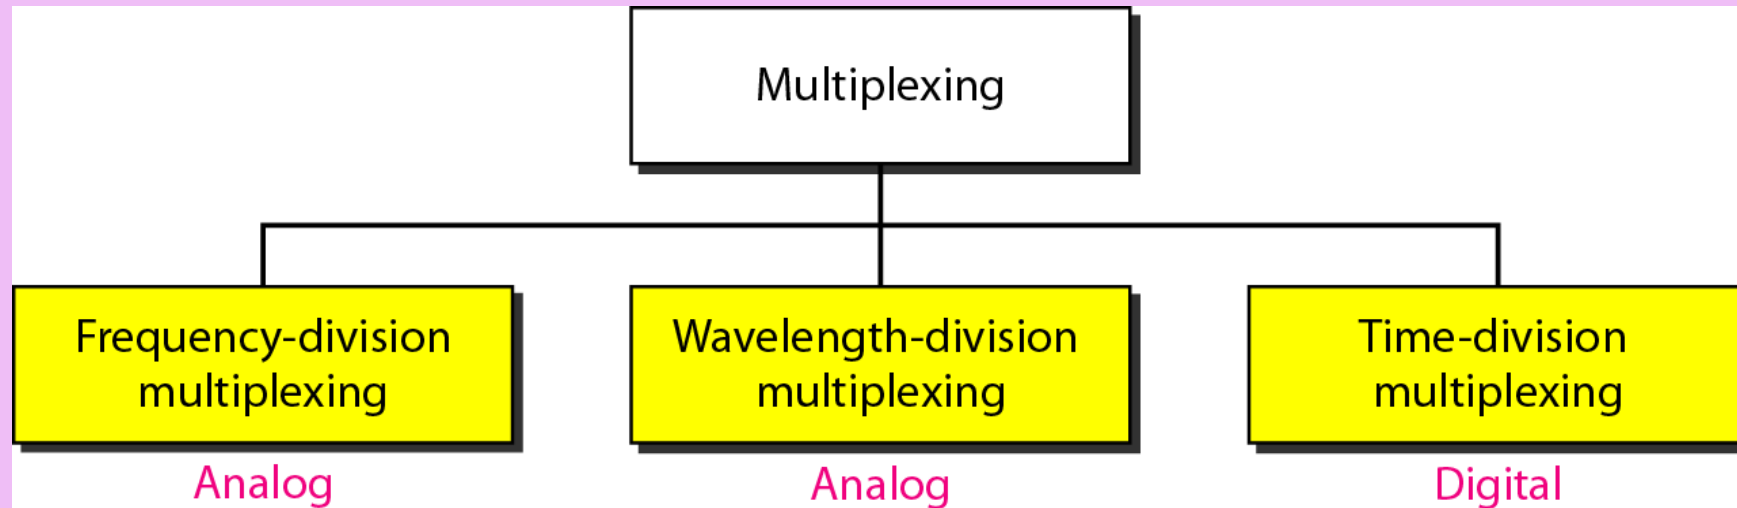 Multiplexing
Frequency-division
multiplexing
Wavelength-division
multiplexing
Time-division
multiplexing
Analog
Analog
Digital